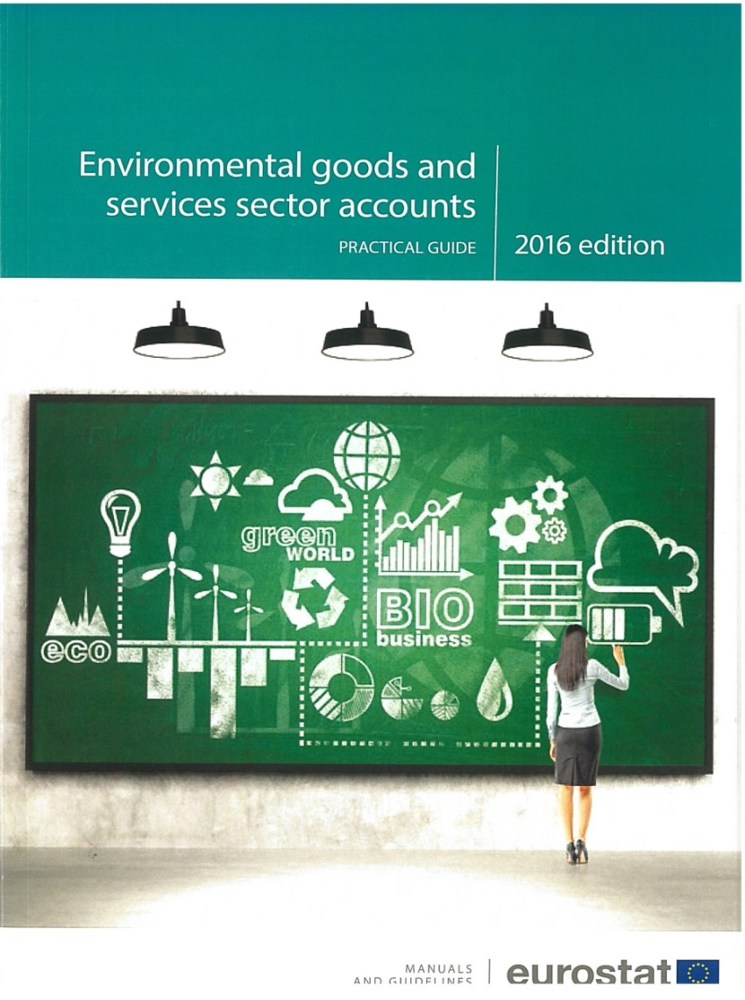 Environmental goods and
services sector accounts
PRACTICAL GUIDE
2016 edition
green
WORLD
BIO
business
eco
MANUALS
AND GUIDELINES
eurostat